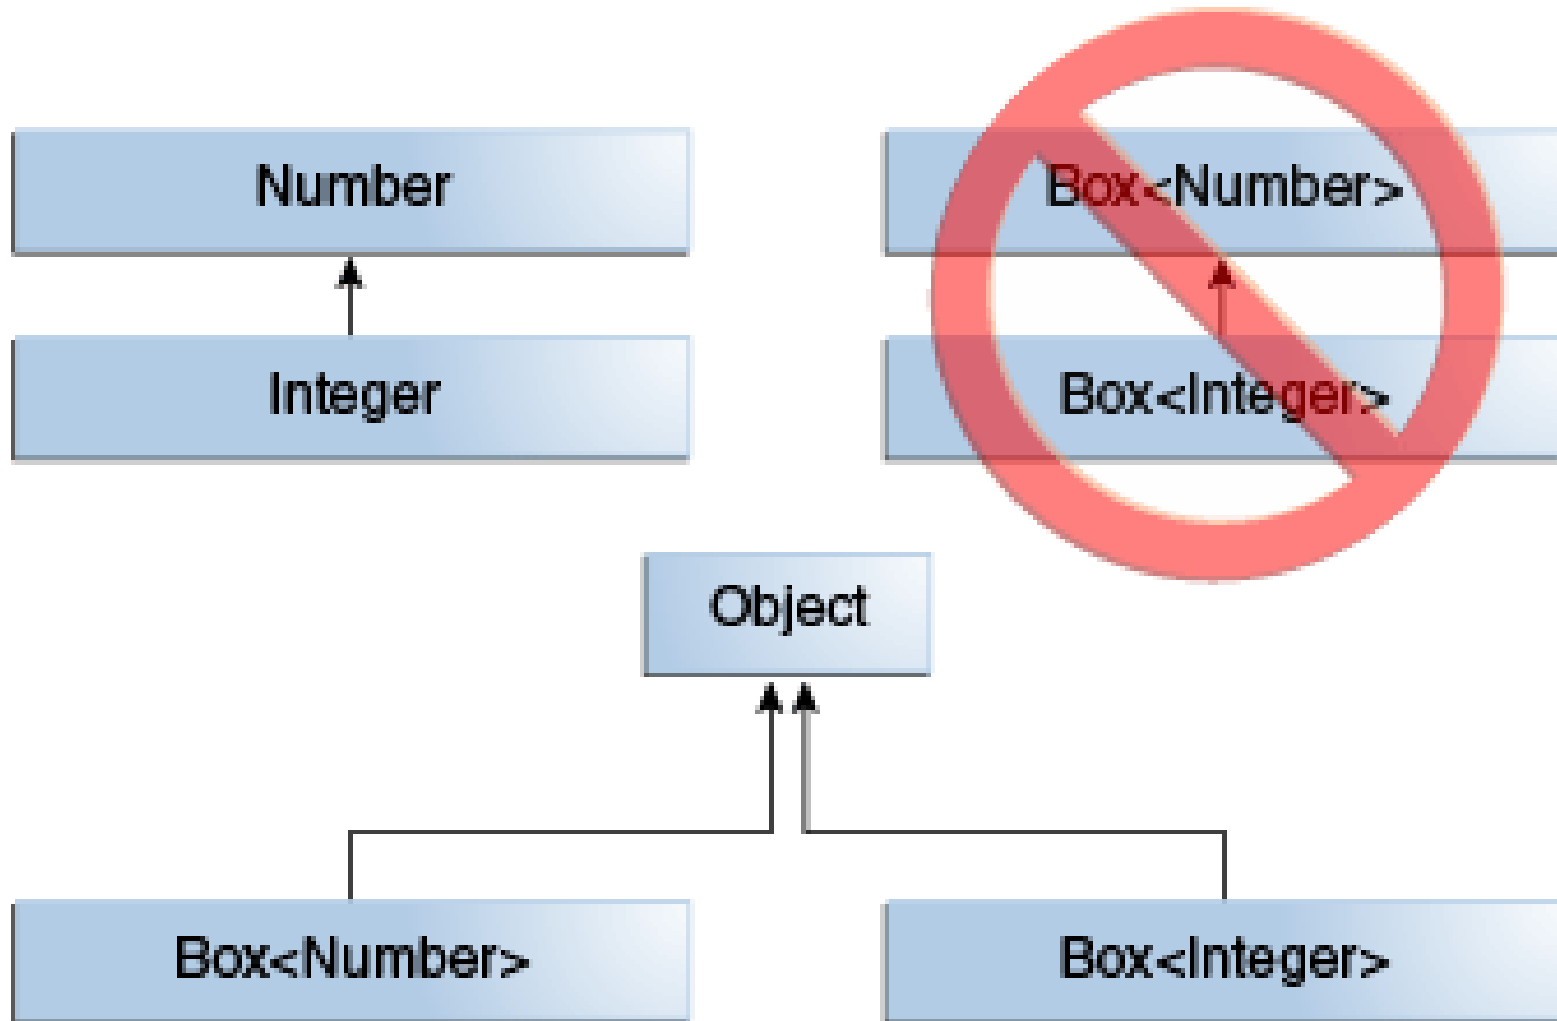 Number
Box<Number>
Integer
Box<Integer>
Object
Box<Number>
Box<Integer>